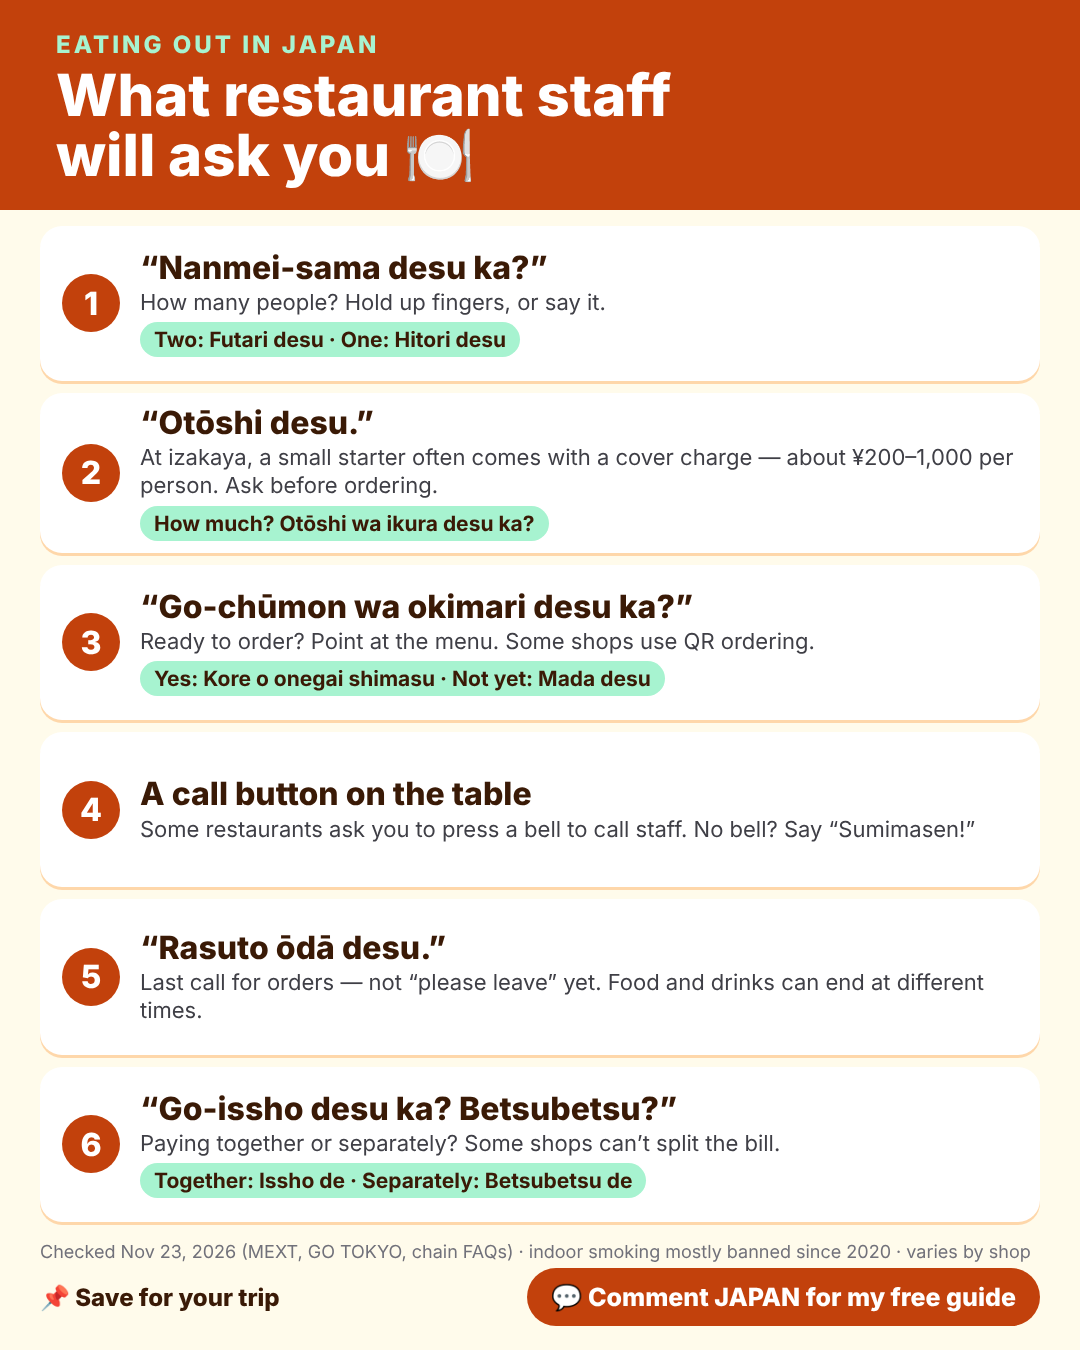 EATING OUT IN JAPAN
What restaurant staff
will ask you 🍽️
1
“Nanmei-sama desu ka?”
How many people? Hold up fingers, or say it.
Two: Futari desu · One: Hitori desu
2
“Otōshi desu.”
At izakaya, a small starter often comes with a cover charge — about ¥200–1,000 per
person. Ask before ordering.
How much? Otōshi wa ikura desu ka?
3
“Go-chūmon wa okimari desu ka?”
Ready to order? Point at the menu. Some shops use QR ordering.
Yes: Kore o onegai shimasu · Not yet: Mada desu
4
A call button on the table
Some restaurants ask you to press a bell to call staff. No bell? Say “Sumimasen!”
5
“Rasuto ōdā desu.”
Last call for orders — not “please leave” yet. Food and drinks can end at different
times.
6
“Go-issho desu ka? Betsubetsu?”
Paying together or separately? Some shops can’t split the bill.
Together: Issho de · Separately: Betsubetsu de
Checked Nov 23, 2026 (MEXT, GO TOKYO, chain FAQs) · indoor smoking mostly banned since 2020 · varies by shop
📌 Save for your trip
💬 Comment JAPAN for my free guide